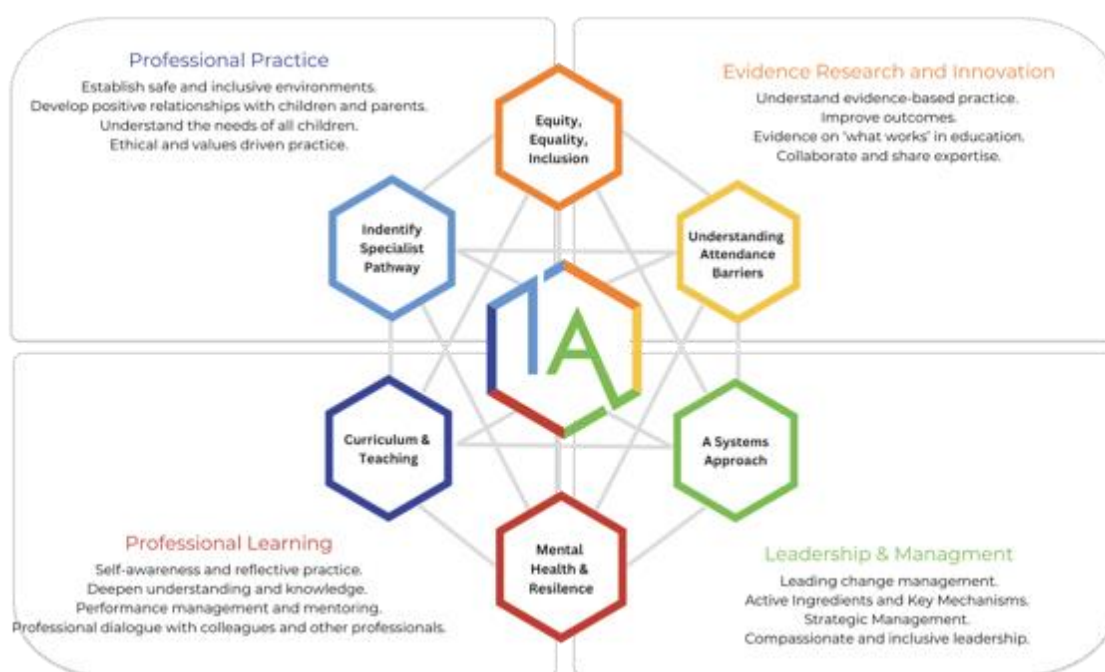 Professional Practice
Establish safe and inclusive environments.
Develop positive relationships with children and parents.
Understand the needs of all children.
Ethical and values driven practice.
Evidence Research and Innovation
Understand evidence-based practice.
Improve outcomes.
Evidence on 'what works' in education.
Collaborate and share expertise.
Equity,
Equality,
Inclusion
Indentify
Specialist
Pathway
Understanding
Attendance
Barriers
1A
Curriculum &
Teaching
A Systems
Approach
Mental
Health &
Resilence
Professional Learning
Self-awareness and reflective practice.
Deepen understanding and knowledge.
Performance management and mentoring.
Professional dialogue with colleagues and other professionals.
Leadership & Managment
Leading change management.
Active Ingredients and Key Mechanisms.
Strategic Management.
Compassionate and inclusive leadership.